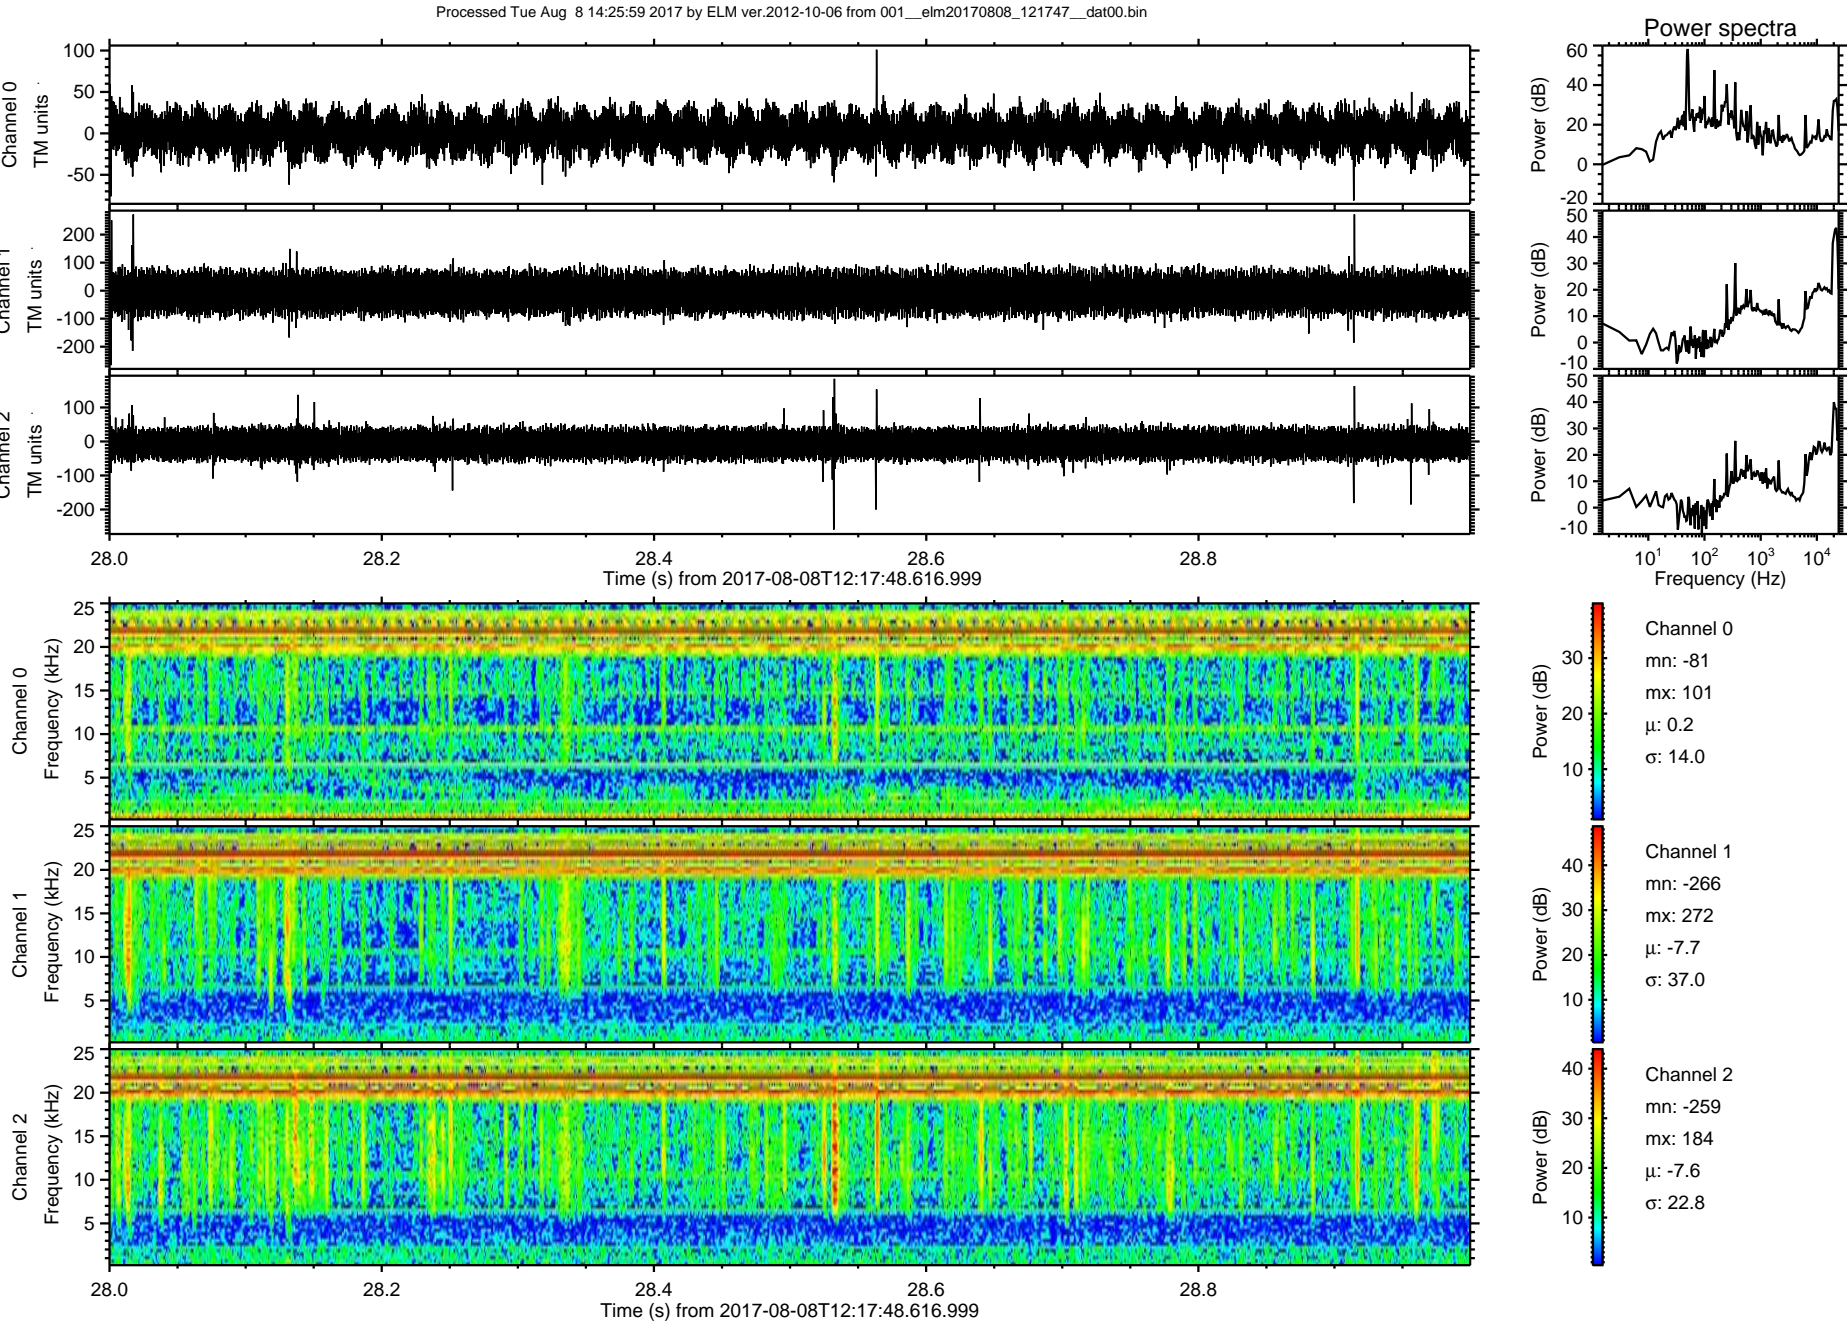 Processed Tue Aug  8 14:25:59 2017 by ELM ver.2012-10-06 from 001__elm20170808_121747__dat00.bin
Power spectra
Channel 0
TM units
100
50
0
-50
Power (dB)
60
40
20
0
-20
Channel 1
TM units
200
100
0
-100
-200
Power (dB)
50
40
30
20
10
0
-10
Channel 2
TM units
100
0
-100
-200
Power (dB)
50
40
30
20
10
0
-10
28.0 28.2 28.4 28.6 28.8
Time (s) from 2017-08-08T12:17:48.616.999
10¹ 10² 10³ 10⁴
Frequency (Hz)
Channel 0
Frequency (kHz)
25
20
15
10
5
Power (dB)
30
20
10
Channel 0
mn: -81
mx: 101
μ: 0.2
σ: 14.0
Channel 1
Frequency (kHz)
25
20
15
10
5
Power (dB)
40
30
20
10
Channel 1
mn: -266
mx: 272
μ: -7.7
σ: 37.0
Channel 2
Frequency (kHz)
25
20
15
10
5
Power (dB)
40
30
20
10
Channel 2
mn: -259
mx: 184
μ: -7.6
σ: 22.8
28.0 28.2 28.4 28.6 28.8
Time (s) from 2017-08-08T12:17:48.616.999